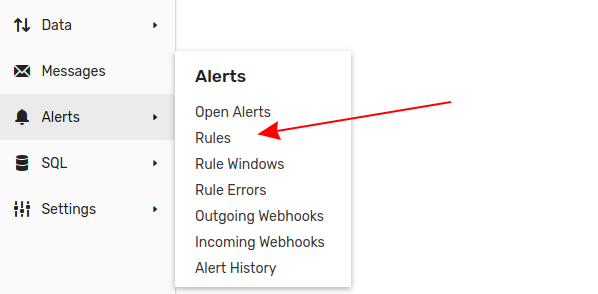 Data
Messages
Alerts
SQL
Settings
Alerts
Open Alerts
Rules
Rule Windows
Rule Errors
Outgoing Webhooks
Incoming Webhooks
Alert History